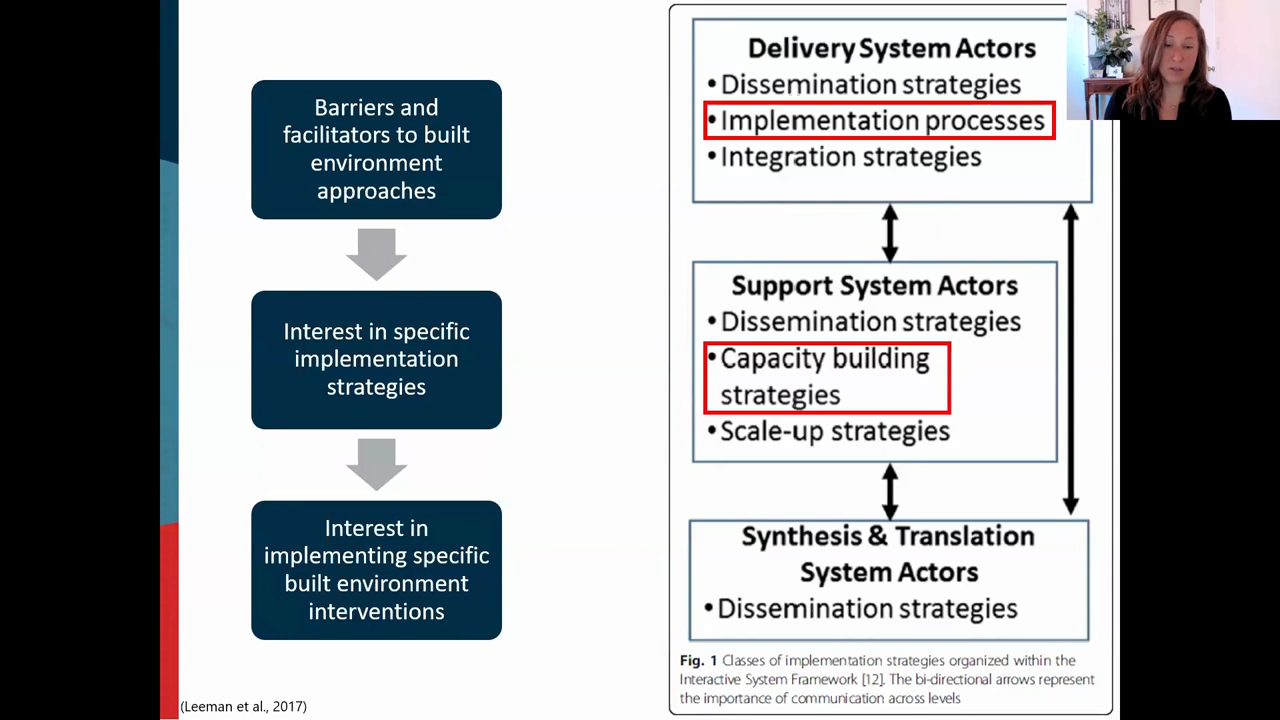 Barriers and
facilitators to built
environment
approaches
Interest in specific
implementation
strategies
Interest in
implementing specific
built environment
interventions
(Leeman et al., 2017)
Delivery System Actors
•Dissemination strategies
•Implementation processes
•Integration strategies
Support System Actors
•Dissemination strategies
•Capacity building
strategies
•Scale-up strategies
Synthesis & Translation
System Actors
•Dissemination strategies
Fig. 1 Classes of implementation strategies organized within the
Interactive System Framework [12]. The bi-directional arrows represent
the importance of communication across levels